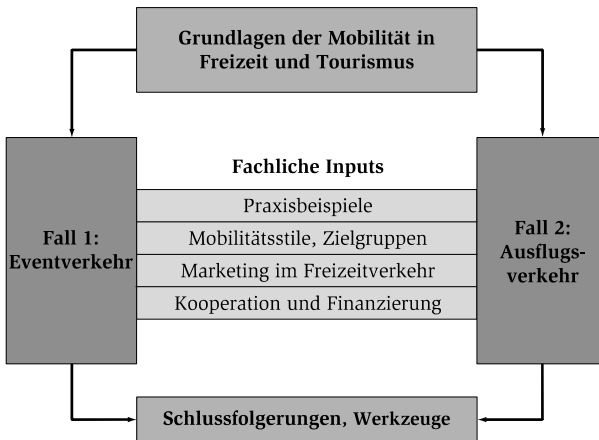 Grundlagen der Mobilität in
Freizeit und Tourismus
Fall 1:
Eventverkehr
Fachliche Inputs
Praxisbeispiele
Mobilitätsstile, Zielgruppen
Marketing im Freizeitverkehr
Kooperation und Finanzierung
Fall 2:
Ausflugs-
verkehr
Schlussfolgerungen, Werkzeuge